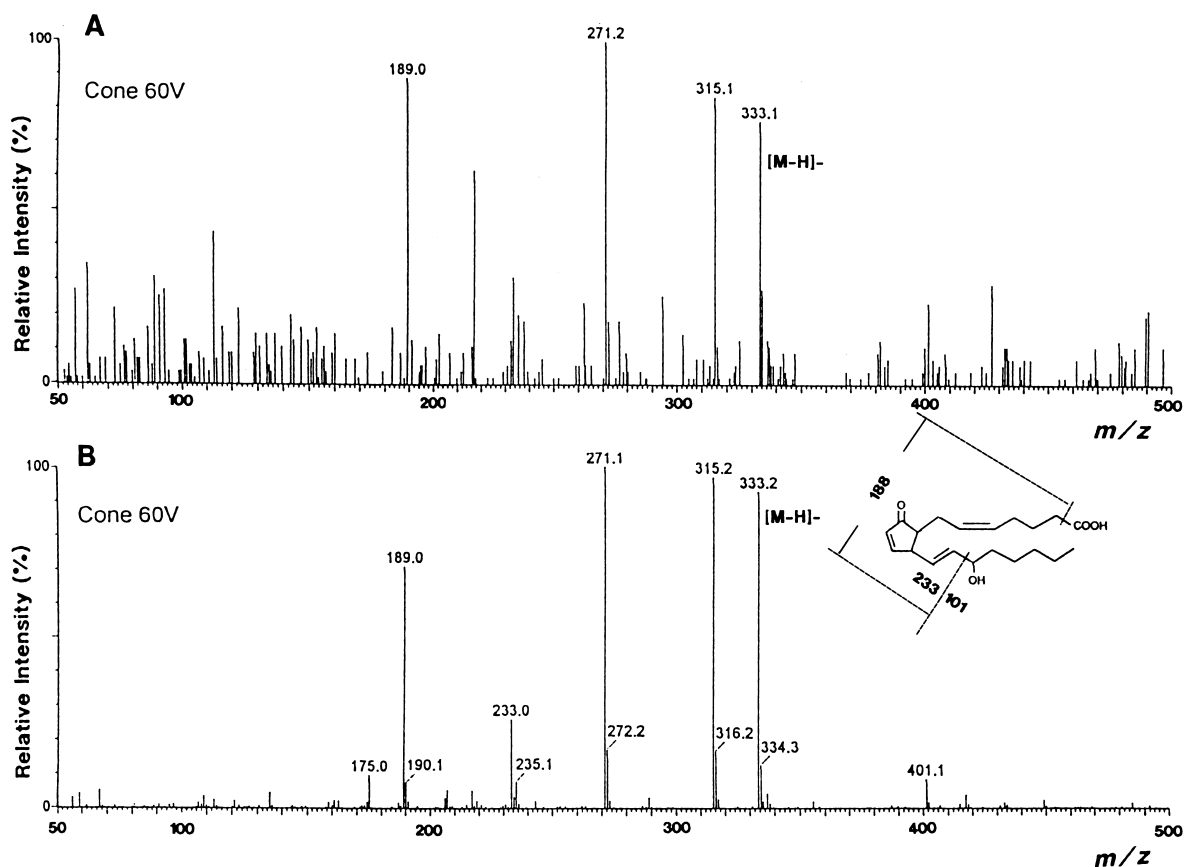 A
Cone 60V
Relative Intensity (%)
100
0
189.0
271.2
315.1
333.1
[M-H]-
50 100 200 300 400 500
m/z
B
Cone 60V
Relative Intensity (%)
100
0
175.0
189.0
190.1
233.0
235.1
271.1
272.2
315.2
316.2
333.2
[M-H]-
334.3
401.1
188
O
COOH
OH
233
101
50 100 200 300 400 500
m/z